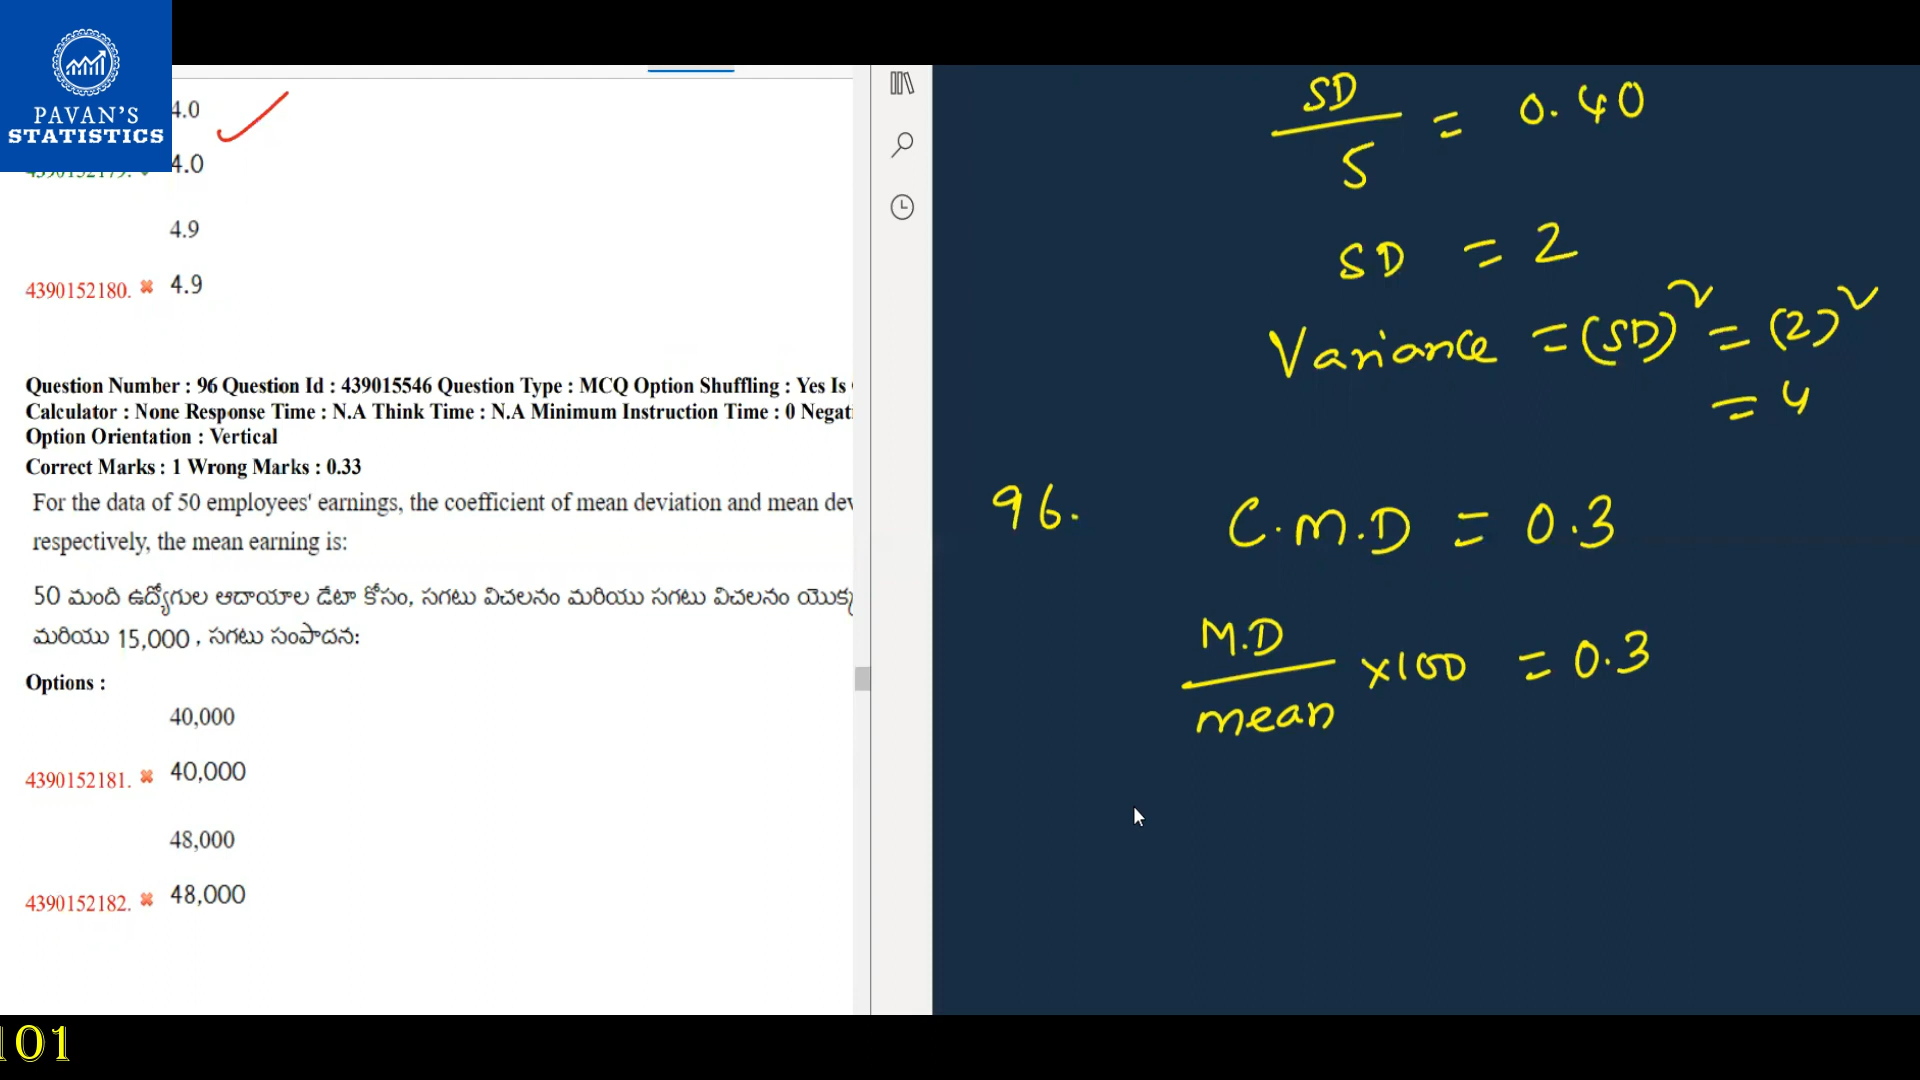 PAVAN'S
STATISTICS
4.0
4.0
4.9
4390152180. 4.9
Question Number : 96 Question Id : 439015546 Question Type : MCQ Option Shuffling : Yes Is
Calculator : None Response Time : N.A Think Time : N.A Minimum Instruction Time : 0
Option Orientation : Vertical
Correct Marks : 1 Wrong Marks : 0.33
For the data of 50 employees' earnings, the coefficient of mean deviation and mean
respectively, the mean earning is:
50 మంది ఉద్యోగుల ఆదాయాల డేటా కోసం, సగటు విచలనం మరియు సగటు విచలనం
మరియు 15,000 , సగటు సంపాదన:
Options :
40,000
4390152181. 40,000
48,000
4390152182. 48,000
SD
5
= 0.40
SD = 2
Variance = (SD)² = (2)²
= 4
96. C.M.D = 0.3
M.D
mean
×100 = 0.3
101